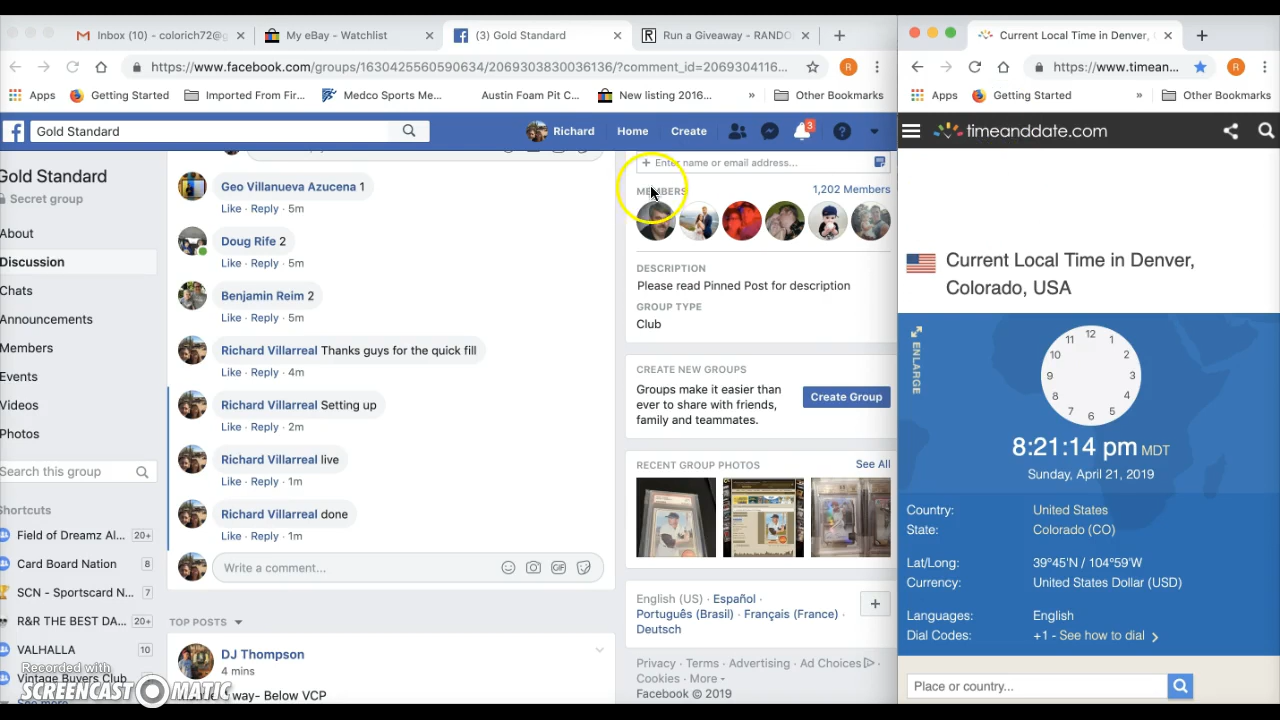 Inbox (10) - colorich72@g
My eBay - Watchlist
(3) Gold Standard
Run a Giveaway - RANDO
https://www.facebook.com/groups/1630425560590634/2069303830036136/?comment_id=2069304116...
R
Apps
Getting Started
Imported From Fir...
Medco Sports Me...
Austin Foam Pit C...
New listing 2016...
»
Other Bookmarks
Gold Standard
Richard
Home
Create
3
Gold Standard
Secret group
About
Discussion
Chats
Announcements
Members
Events
Videos
Photos
Search this group
Shortcuts
Field of Dreamz Al... 20+
Card Board Nation 8
SCN - Sportscard N... 7
R&R THE BEST DA... 20+
VALHALLA 10
Vintage Buyers Club
See more
Recorded with
SCREENCAST MATIC
Geo Villanueva Azucena 1
Like · Reply · 5m
Doug Rife 2
Like · Reply · 5m
Benjamin Reim 2
Like · Reply · 5m
Richard Villarreal Thanks guys for the quick fill
Like · Reply · 4m
Richard Villarreal Setting up
Like · Reply · 2m
Richard Villarreal live
Like · Reply · 1m
Richard Villarreal done
Like · Reply · 1m
Write a comment...
GIF
TOP POSTS
DJ Thompson
4 mins
way- Below VCP
+ Enter name or email address...
MEMBERS
1,202 Members
DESCRIPTION
Please read Pinned Post for description
GROUP TYPE
Club
CREATE NEW GROUPS
Groups make it easier than
ever to share with friends,
family and teammates.
Create Group
RECENT GROUP PHOTOS
See All
English (US) · Español ·
Português (Brasil) · Français (France) ·
Deutsch
Privacy · Terms · Advertising · Ad Choices ·
Cookies · More
Facebook © 2019
Current Local Time in Denver, 
https://www.timean...
R
Apps
Getting Started
»
Other Bookmarks
timeanddate.com
Current Local Time in Denver,
Colorado, USA
ENLARGE
12
1
2
3
4
5
6
7
8
9
10
11
8:21:14 pm MDT
Sunday, April 21, 2019
Country: United States
State: Colorado (CO)
Lat/Long: 39°45'N / 104°59'W
Currency: United States Dollar (USD)
Languages: English
Dial Codes: +1 - See how to dial
Place or country...